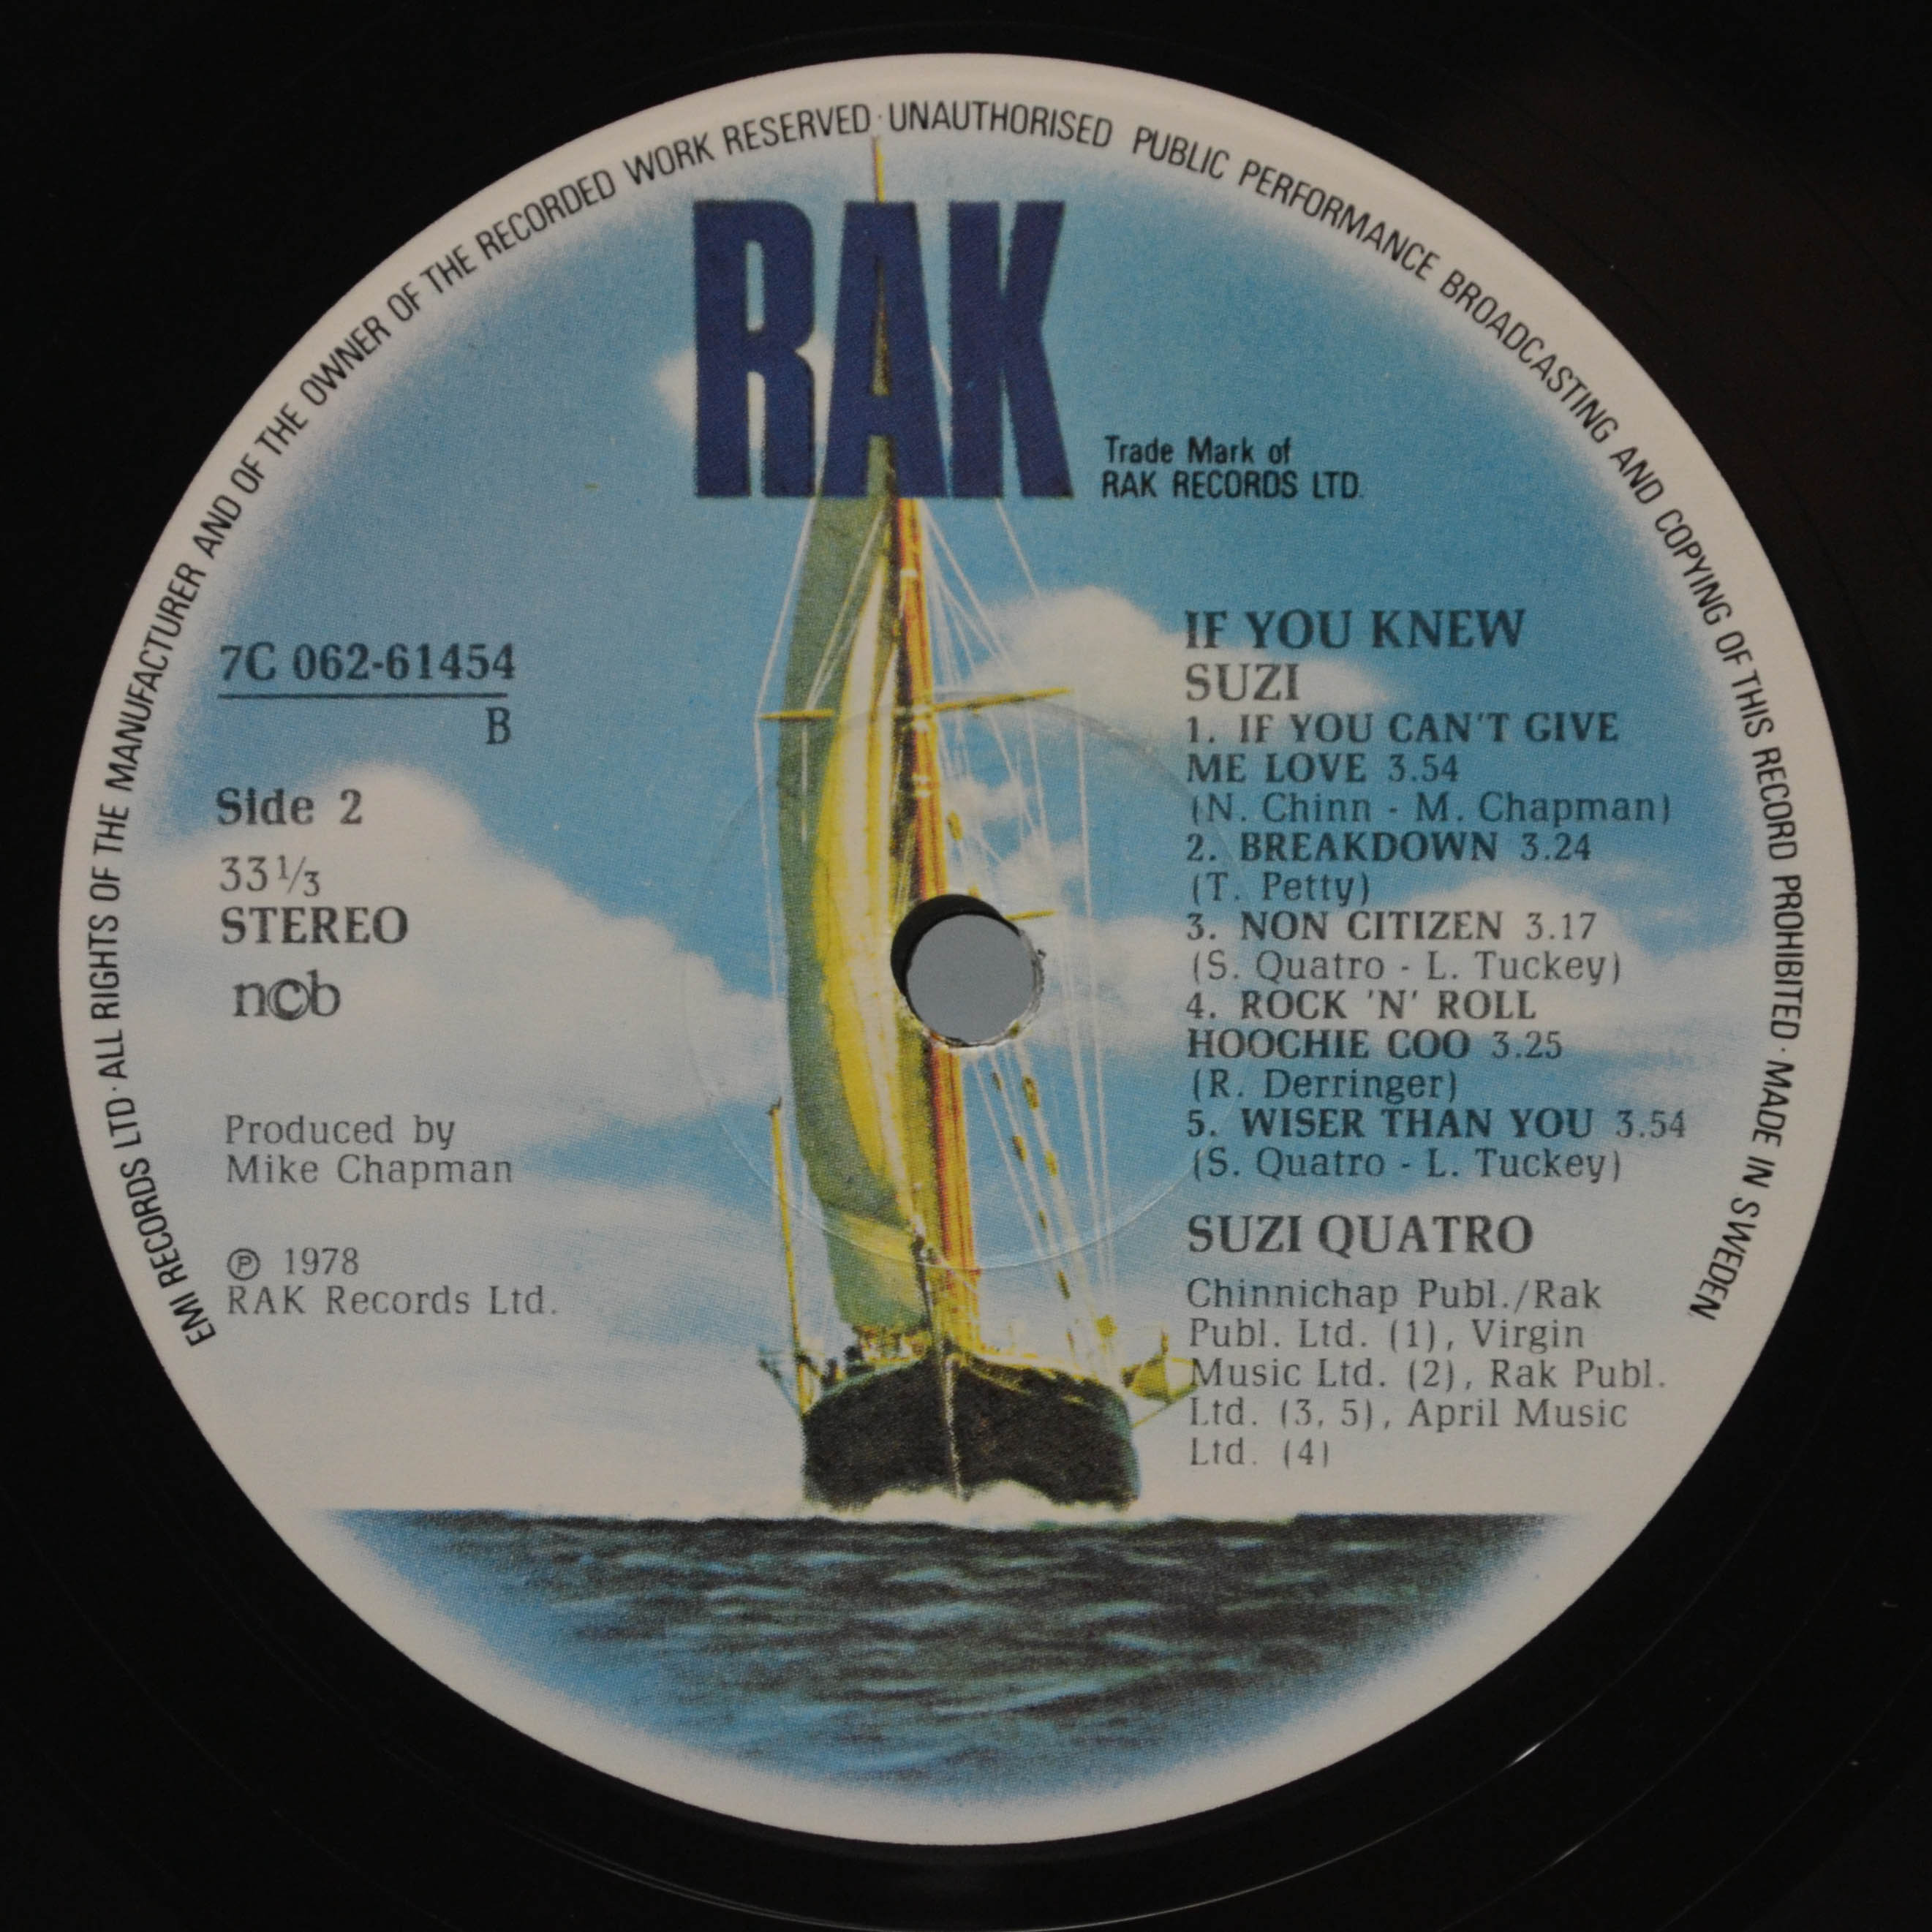 EMI RECORDS LTD · ALL RIGHTS OF THE MANUFACTURER AND OF THE OWNER OF THE RECORDED WORK RESERVED · UNAUTHORISED PUBLIC PERFORMANCE BROADCASTING AND COPYING OF THIS RECORD PROHIBITED · MADE IN SWEDEN
RAK
Trade Mark of
RAK RECORDS LTD.
7C 062-61454
B
Side 2
33 1/3
STEREO
ncb
Produced by
Mike Chapman
℗ 1978
RAK Records Ltd.
IF YOU KNEW
SUZI
1. IF YOU CAN'T GIVE
ME LOVE 3.54
(N. Chinn - M. Chapman)
2. BREAKDOWN 3.24
(T. Petty)
3. NON CITIZEN 3.17
(S. Quatro - L. Tuckey)
4. ROCK 'N' ROLL
HOOCHIE COO 3.25
(R. Derringer)
5. WISER THAN YOU 3.54
(S. Quatro - L. Tuckey)
SUZI QUATRO
Chinnichap Publ./Rak
Publ. Ltd. (1), Virgin
Music Ltd. (2), Rak Publ.
Ltd. (3, 5), April Music
Ltd. (4)